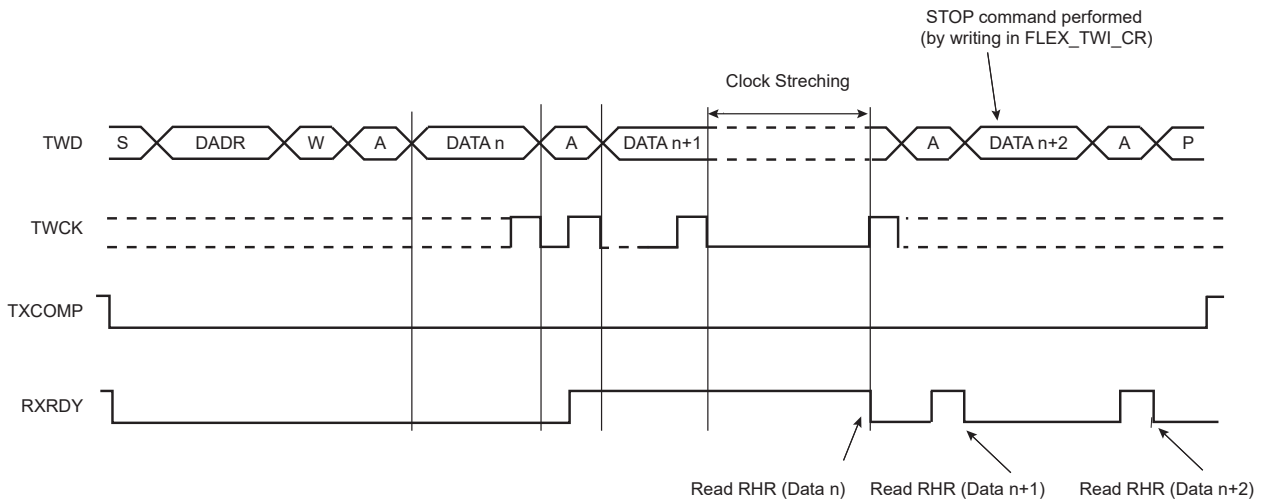 STOP command performed
(by writing in FLEX_TWI_CR)
Clock Streching
TWD S DADR W A DATA n A DATA n+1 A DATA n+2 A P
TWCK
TXCOMP
RXRDY
Read RHR (Data n) Read RHR (Data n+1) Read RHR (Data n+2)